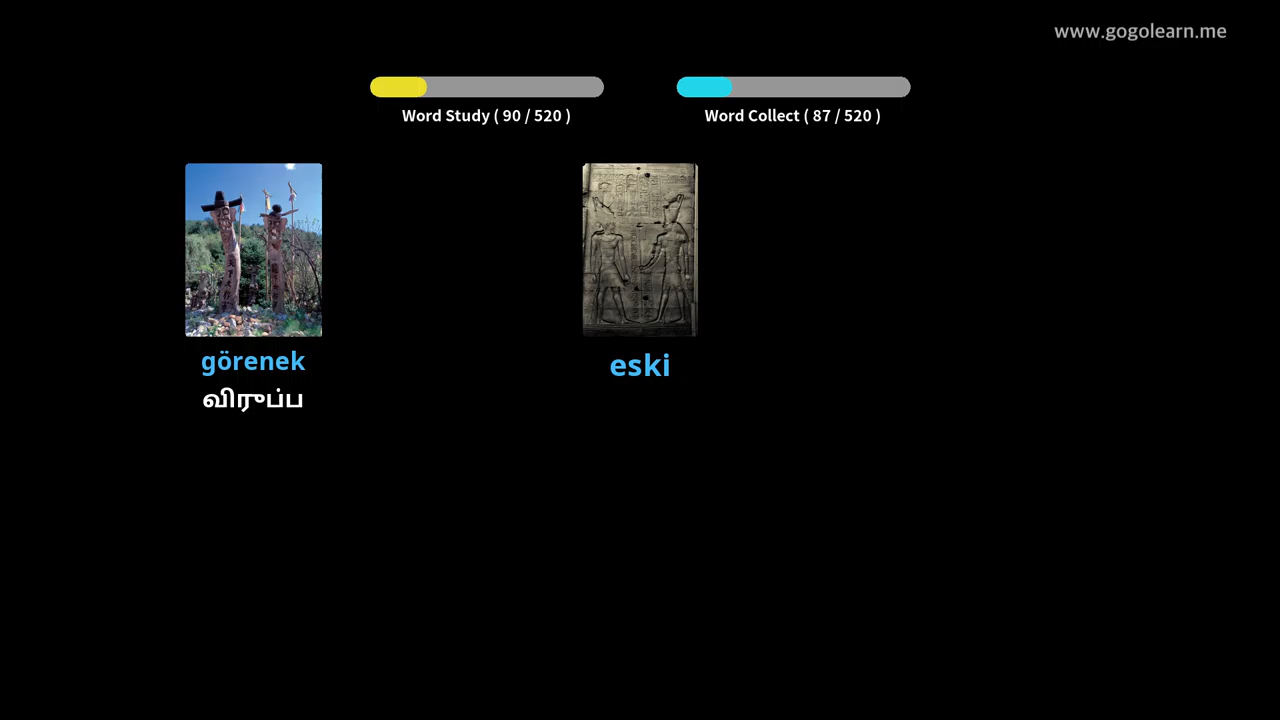 www.gogolearn.me
Word Study ( 90 / 520 )
Word Collect ( 87 / 520 )
görenek
விருப்ப
eski